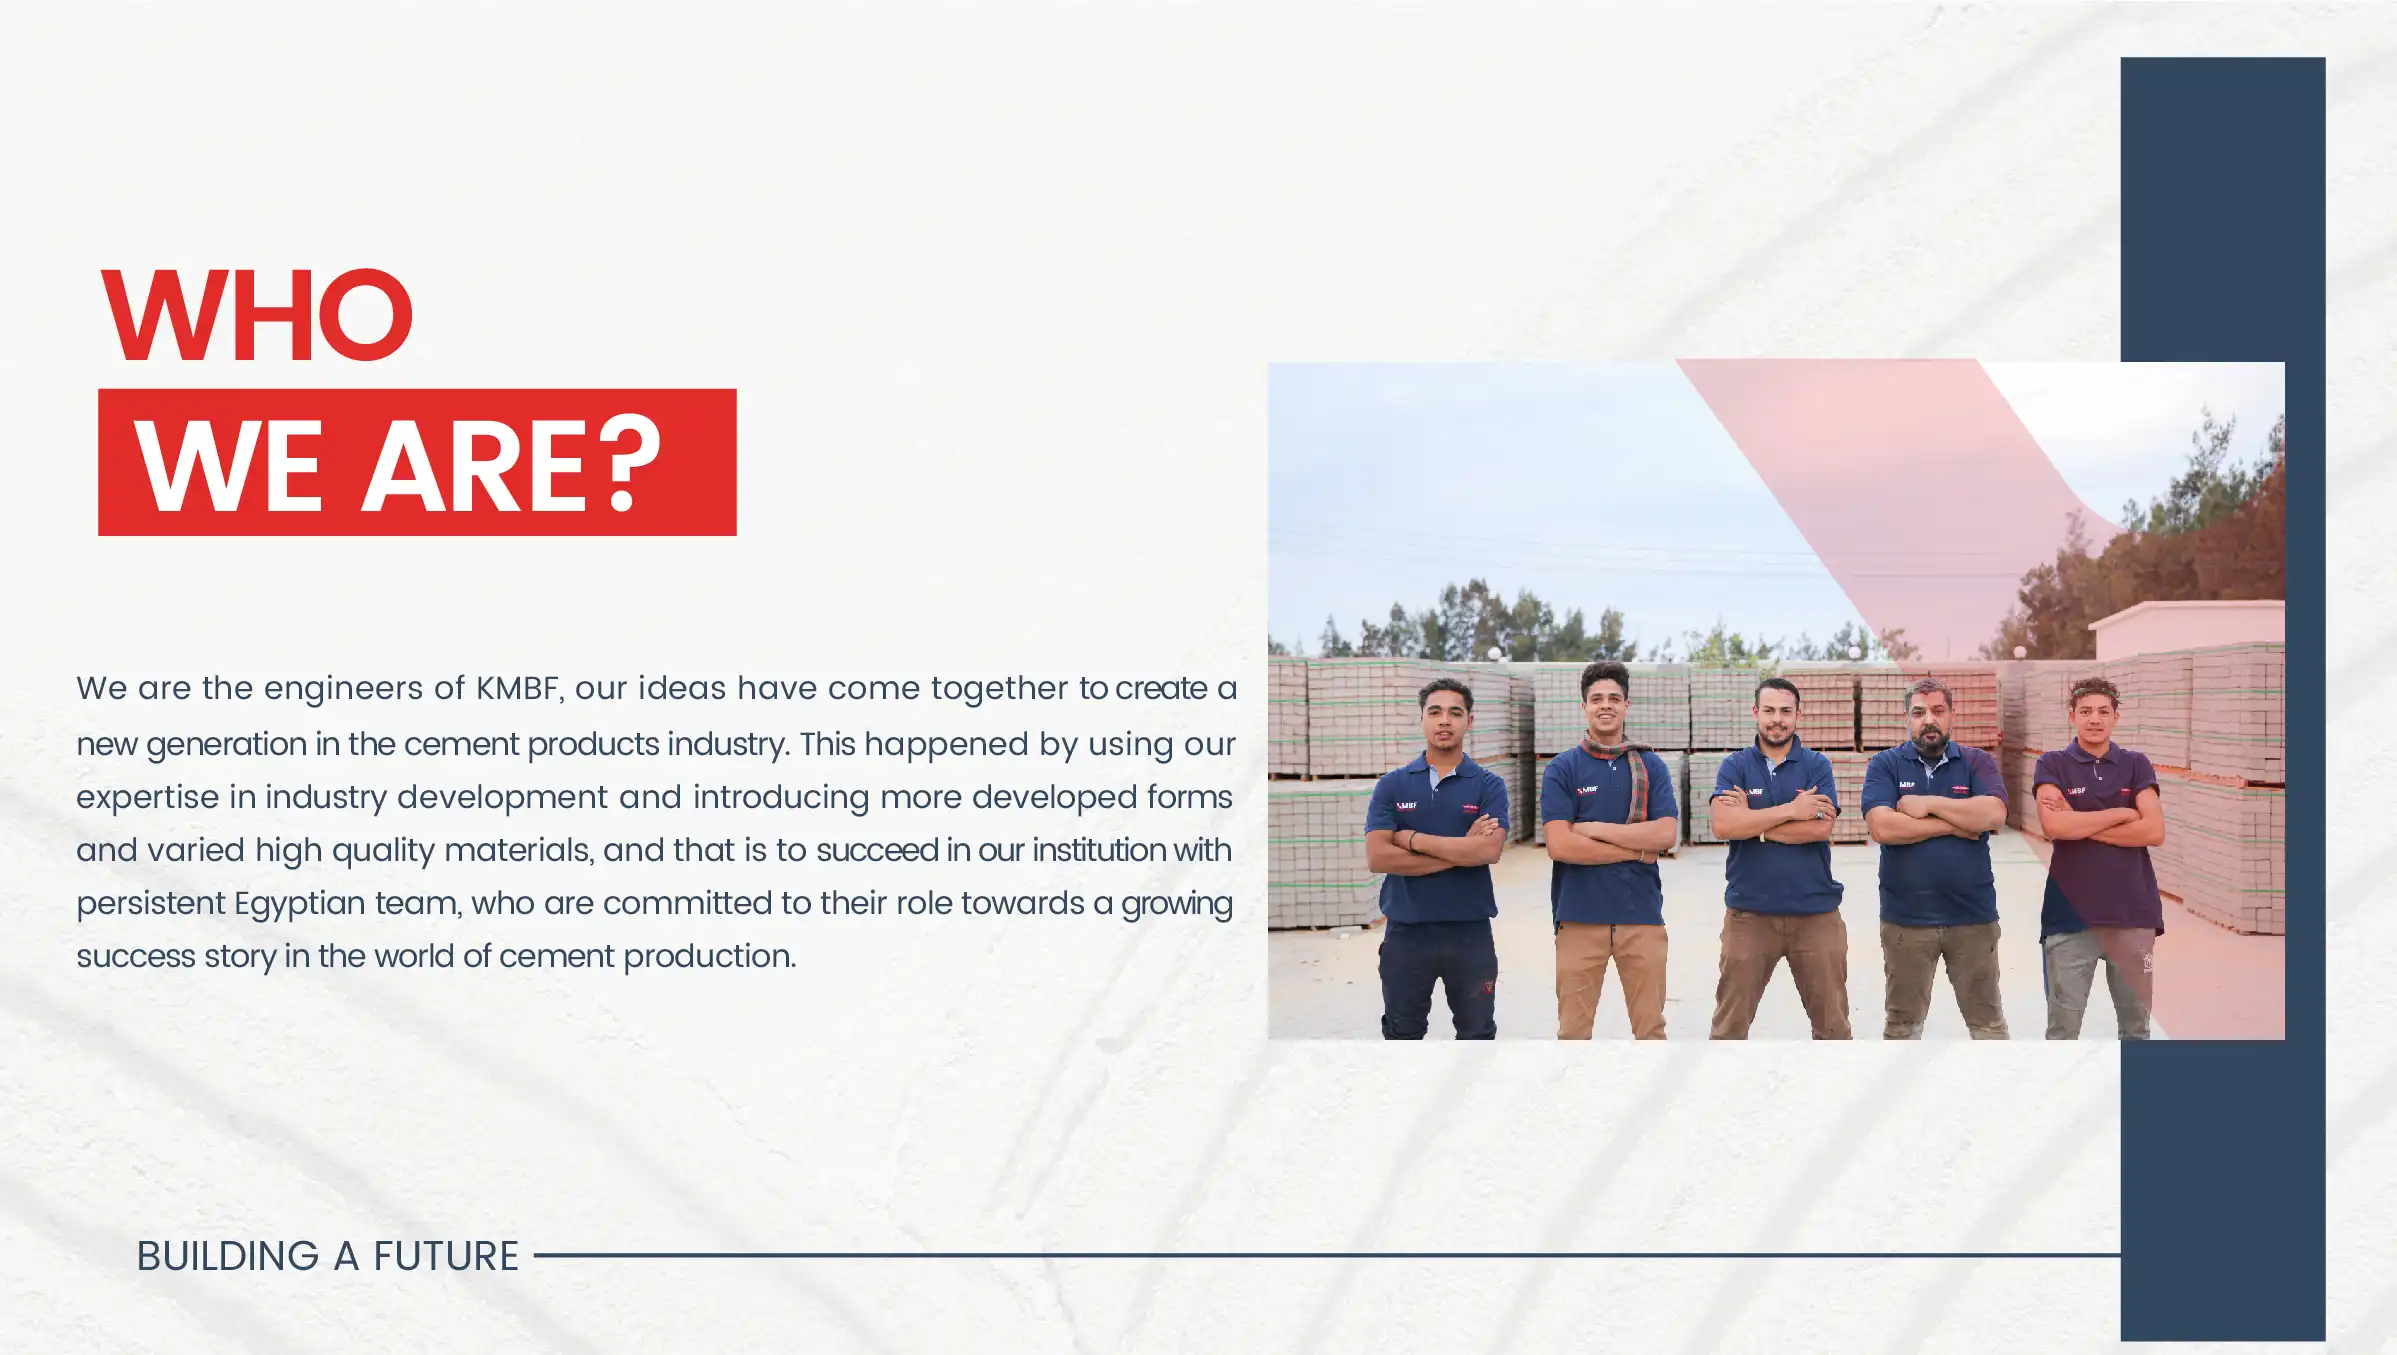 WHO
WE ARE?
We are the engineers of KMBF, our ideas have come together to create a
new generation in the cement products industry. This happened by using our
expertise in industry development and introducing more developed forms
and varied high quality materials, and that is to succeed in our institution with
persistent Egyptian team, who are committed to their role towards a growing
success story in the world of cement production.
KMBF
KMBF
BUILDING A FUTURE